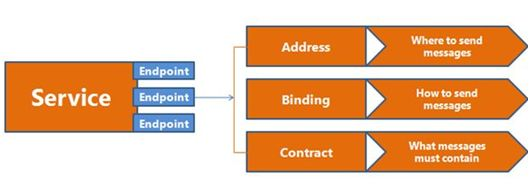 Service
Endpoint
Endpoint
Endpoint
Address
Where to send
messages
Binding
How to send
messages
Contract
What messages
must contain